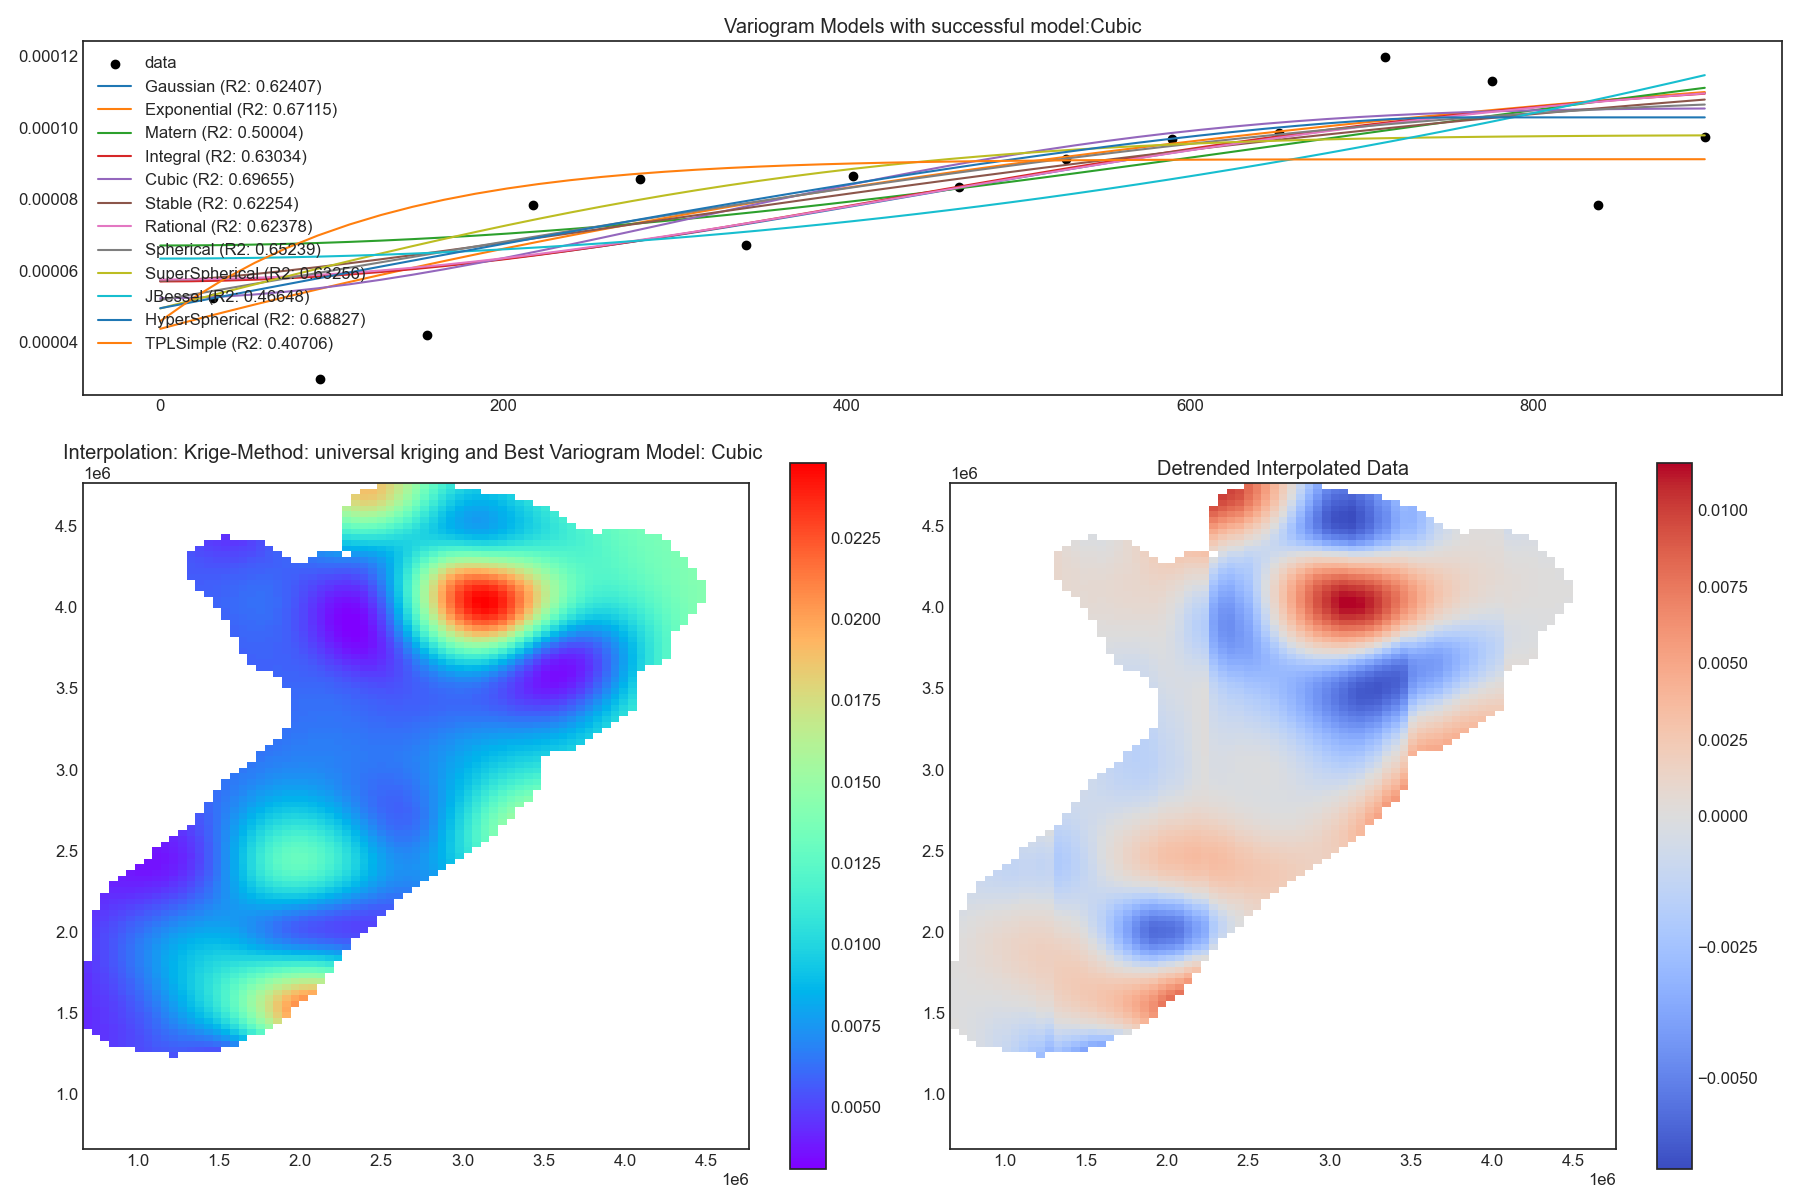 Variogram Models with successful model:Cubic
0.00012
0.00010
0.00008
0.00006
0.00004
data
Gaussian (R2: 0.62407)
Exponential (R2: 0.67115)
Matern (R2: 0.50004)
Integral (R2: 0.63034)
Cubic (R2: 0.69655)
Stable (R2: 0.62254)
Rational (R2: 0.62378)
Spherical (R2: 0.65239)
SuperSpherical (R2: 0.63256)
JBessel (R2: 0.46648)
HyperSpherical (R2: 0.68827)
TPLSimple (R2: 0.40706)
0 200 400 600 800
Interpolation: Krige-Method: universal kriging and Best Variogram Model: Cubic
1e6
4.5
4.0
3.5
3.0
2.5
2.0
1.5
1.0
1.0 1.5 2.0 2.5 3.0 3.5 4.0 4.5
1e6
0.0225
0.0200
0.0175
0.0150
0.0125
0.0100
0.0075
0.0050
Detrended Interpolated Data
1e6
4.5
4.0
3.5
3.0
2.5
2.0
1.5
1.0
1.0 1.5 2.0 2.5 3.0 3.5 4.0 4.5
1e6
0.0100
0.0075
0.0050
0.0025
0.0000
−0.0025
−0.0050